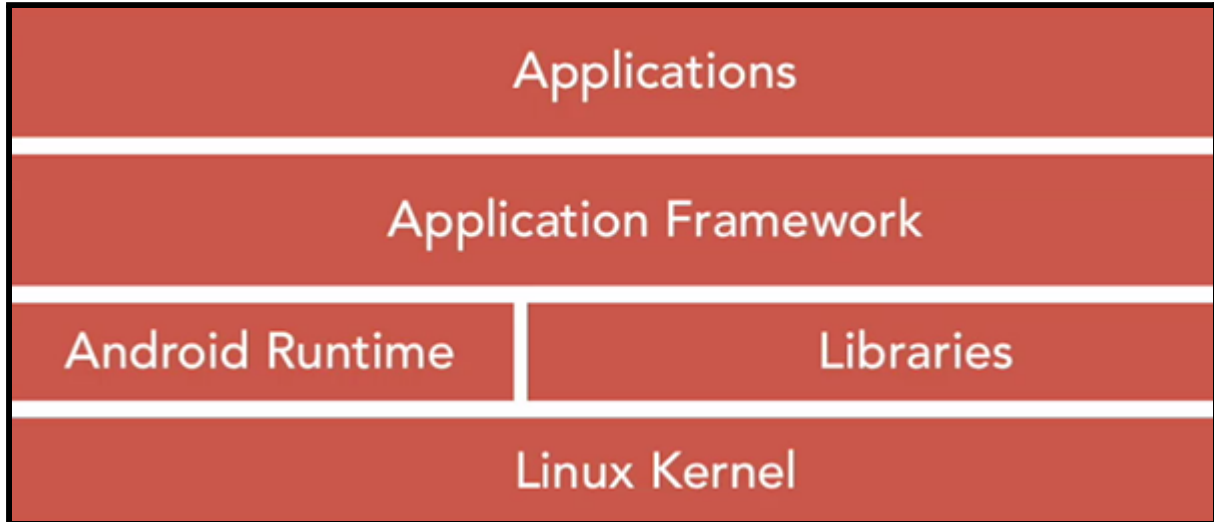 Applications
Application Framework
Android Runtime
Libraries
Linux Kernel